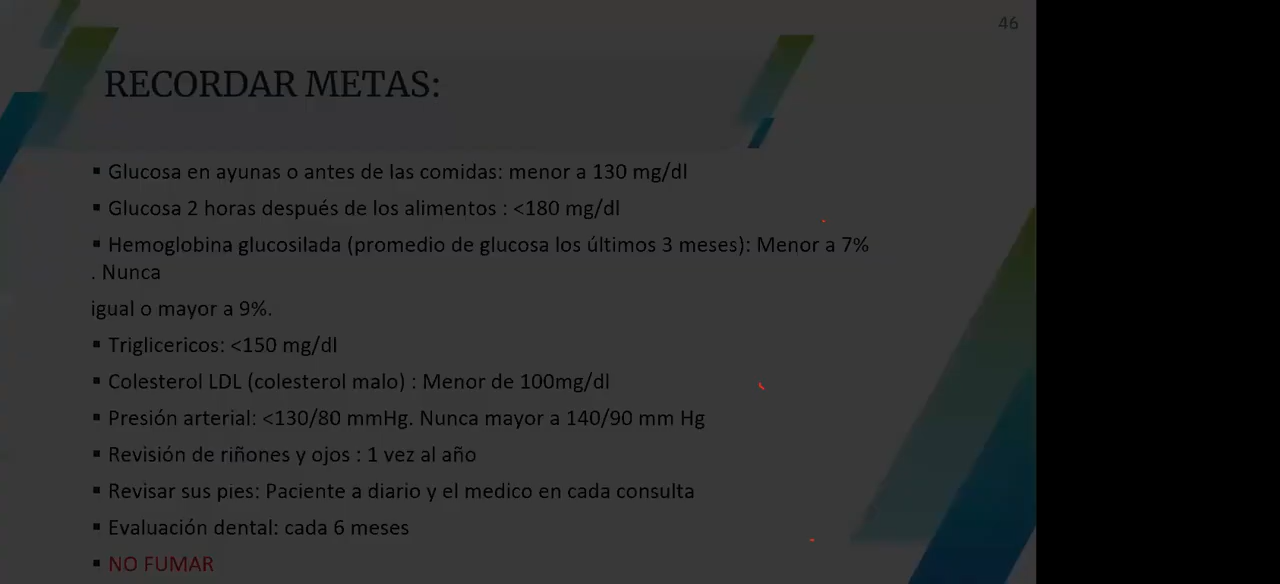 46
RECORDAR METAS:
▪ Glucosa en ayunas o antes de las comidas: menor a 130 mg/dl
▪ Glucosa 2 horas después de los alimentos : <180 mg/dl
▪ Hemoglobina glucosilada (promedio de glucosa los últimos 3 meses): Menor a 7%
. Nunca
igual o mayor a 9%.
▪ Triglicericos: <150 mg/dl
▪ Colesterol LDL (colesterol malo) : Menor de 100mg/dl
▪ Presión arterial: <130/80 mmHg. Nunca mayor a 140/90 mm Hg
▪ Revisión de riñones y ojos : 1 vez al año
▪ Revisar sus pies: Paciente a diario y el medico en cada consulta
▪ Evaluación dental: cada 6 meses
▪ NO FUMAR